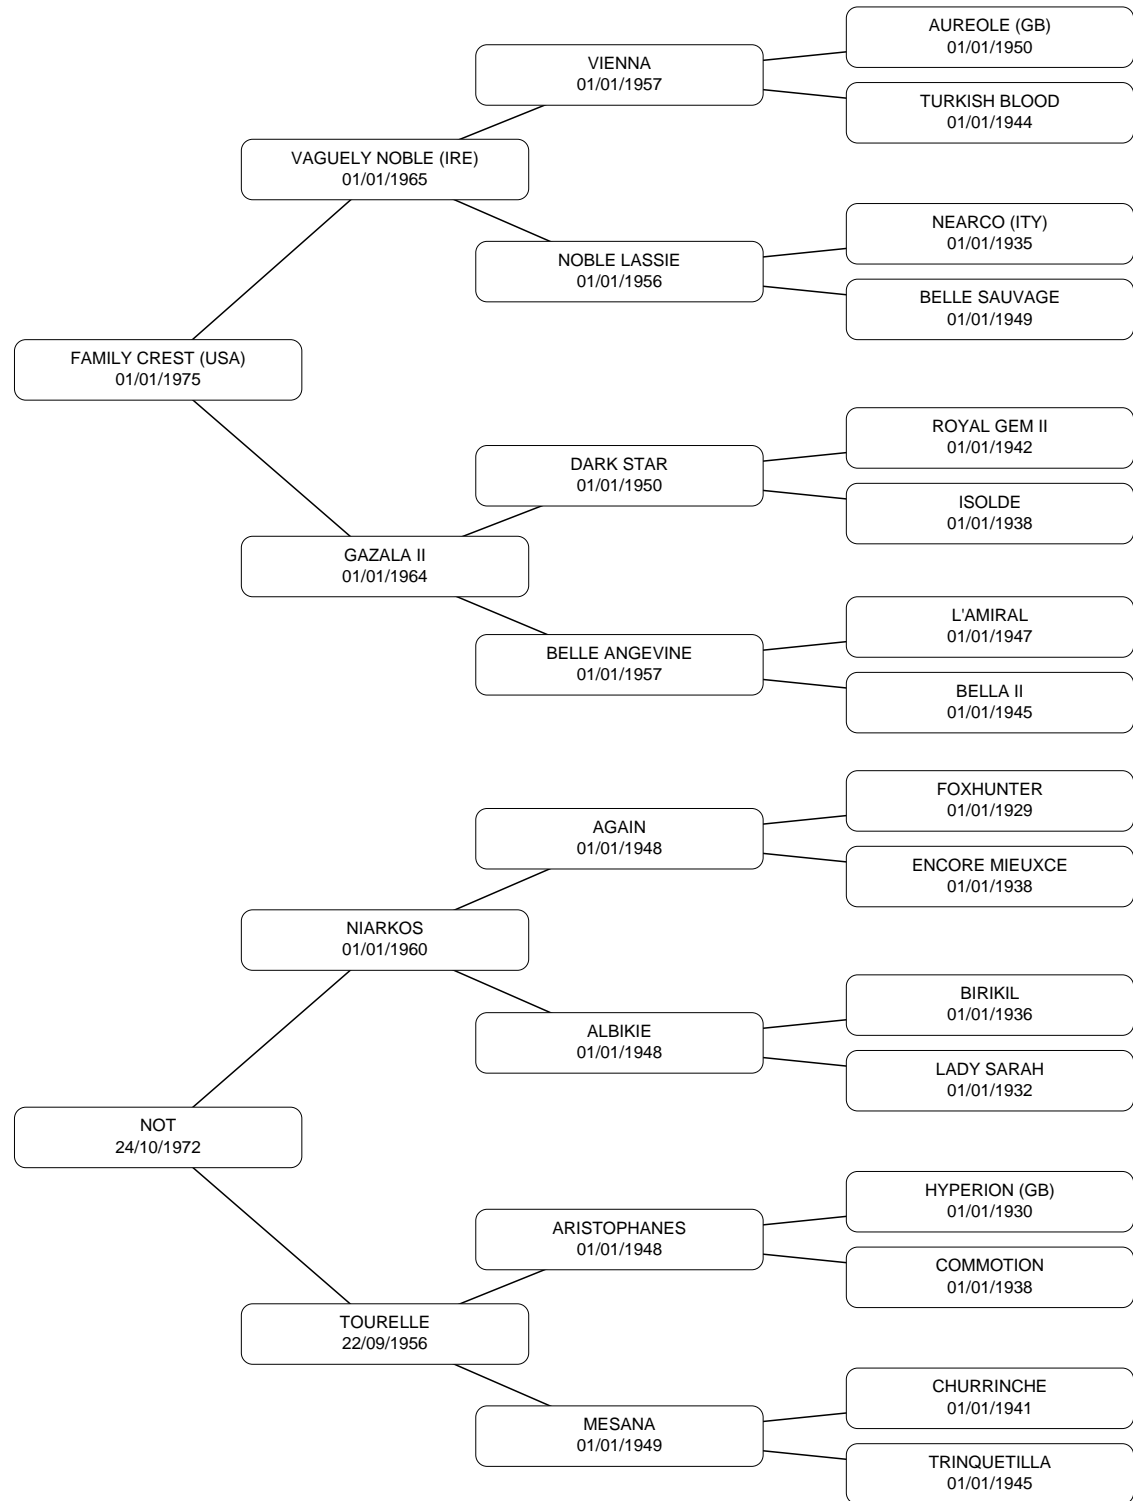 AUREOLE (GB)
01/01/1950
VIENNA
01/01/1957
TURKISH BLOOD
01/01/1944
VAGUELY NOBLE (IRE)
01/01/1965
NEARCO (ITY)
01/01/1935
NOBLE LASSIE
01/01/1956
BELLE SAUVAGE
01/01/1949
FAMILY CREST (USA)
01/01/1975
ROYAL GEM II
01/01/1942
DARK STAR
01/01/1950
ISOLDE
01/01/1938
GAZALA II
01/01/1964
L'AMIRAL
01/01/1947
BELLE ANGEVINE
01/01/1957
BELLA II
01/01/1945
FOXHUNTER
01/01/1929
AGAIN
01/01/1948
ENCORE MIEUXCE
01/01/1938
NIARKOS
01/01/1960
BIRIKIL
01/01/1936
ALBIKIE
01/01/1948
LADY SARAH
01/01/1932
NOT
24/10/1972
HYPERION (GB)
01/01/1930
ARISTOPHANES
01/01/1948
COMMOTION
01/01/1938
TOURELLE
22/09/1956
CHURRINCHE
01/01/1941
MESANA
01/01/1949
TRINQUETILLA
01/01/1945